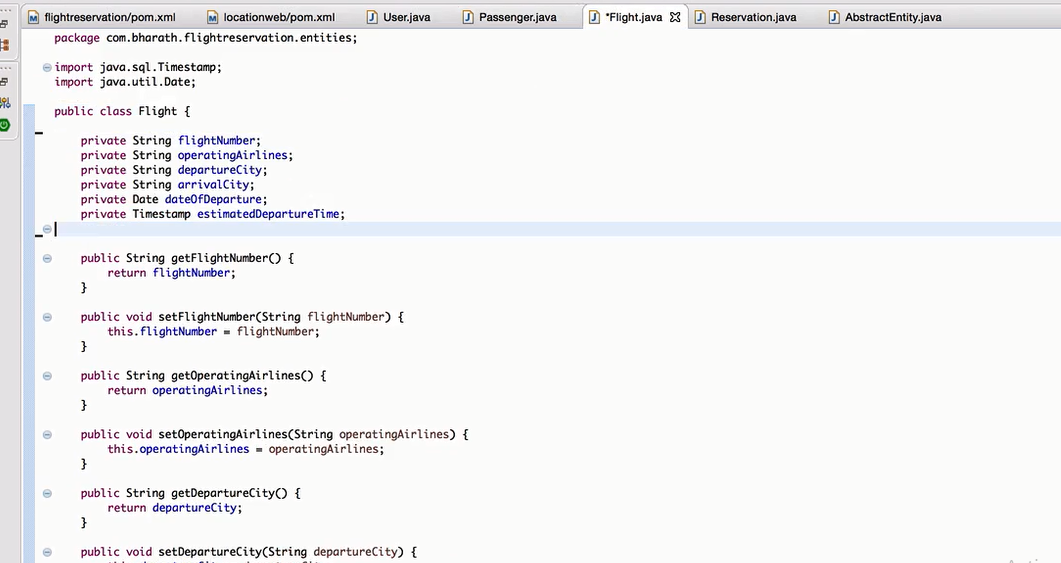 flightreservation/pom.xml locationweb/pom.xml User.java Passenger.java *Flight.java Reservation.java AbstractEntity.java
package com.bharath.flightreservation.entities;
import java.sql.Timestamp;
import java.util.Date;
public class Flight {
private String flightNumber;
private String operatingAirlines;
private String departureCity;
private String arrivalCity;
private Date dateOfDeparture;
private Timestamp estimatedDepartureTime;
public String getFlightNumber() {
return flightNumber;
}
public void setFlightNumber(String flightNumber) {
this.flightNumber = flightNumber;
}
public String getOperatingAirlines() {
return operatingAirlines;
}
public void setOperatingAirlines(String operatingAirlines) {
this.operatingAirlines = operatingAirlines;
}
public String getDepartureCity() {
return departureCity;
}
public void setDepartureCity(String departureCity) {